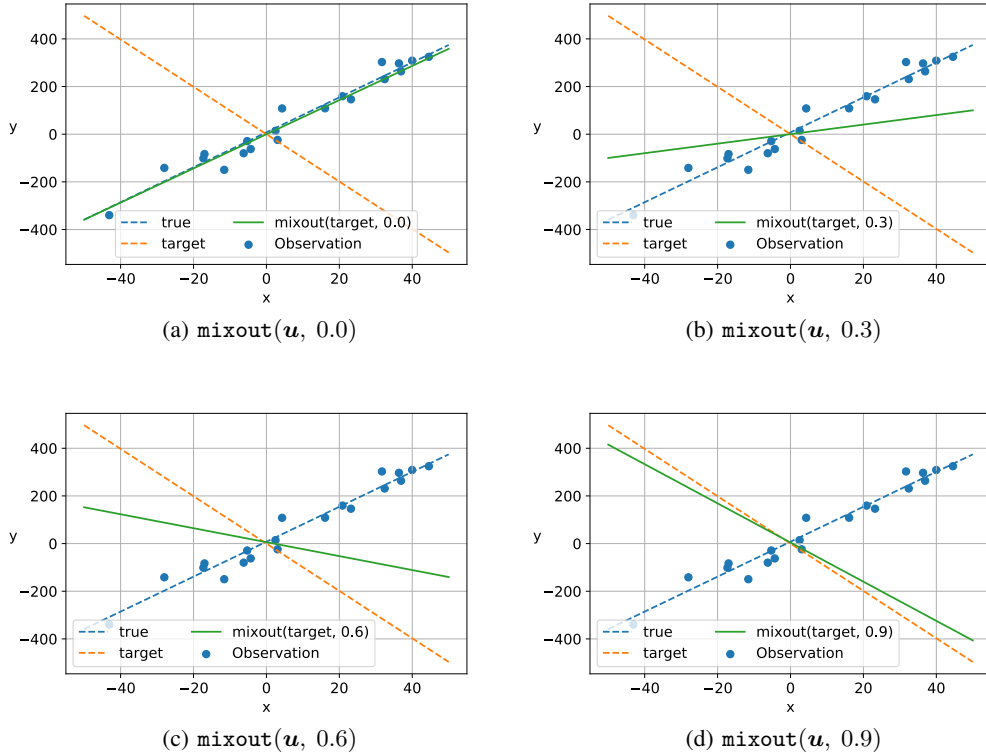 400
200
0
−200
−400
y
−40
−20
0
20
40
x
true
target
mixout(target, 0.0)
Observation
(a) mixout(u, 0.0)
400
200
0
−200
−400
y
−40
−20
0
20
40
x
true
target
mixout(target, 0.3)
Observation
(b) mixout(u, 0.3)
400
200
0
−200
−400
y
−40
−20
0
20
40
x
true
target
mixout(target, 0.6)
Observation
(c) mixout(u, 0.6)
400
200
0
−200
−400
y
−40
−20
0
20
40
x
true
target
mixout(target, 0.9)
Observation
(d) mixout(u, 0.9)